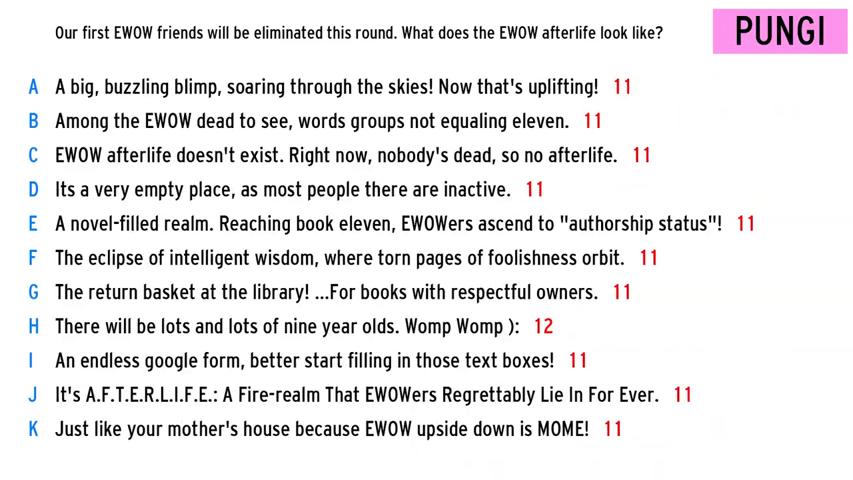 Our first EWOW friends will be eliminated this round. What does the EWOW afterlife look like?
PUNGI
A A big, buzzling blimp, soaring through the skies! Now that's uplifting! 11
B Among the EWOW dead to see, words groups not equaling eleven. 11
C EWOW afterlife doesn't exist. Right now, nobody's dead, so no afterlife. 11
D Its a very empty place, as most people there are inactive. 11
E A novel-filled realm. Reaching book eleven, EWOWers ascend to "authorship status"! 11
F The eclipse of intelligent wisdom, where torn pages of foolishness orbit. 11
G The return basket at the library! ...For books with respectful owners. 11
H There will be lots and lots of nine year olds. Womp Womp ): 12
I An endless google form, better start filling in those text boxes! 11
J It's A.F.T.E.R.L.I.F.E.: A Fire-realm That EWOWers Regrettably Lie In For Ever. 11
K Just like your mother's house because EWOW upside down is MOME! 11